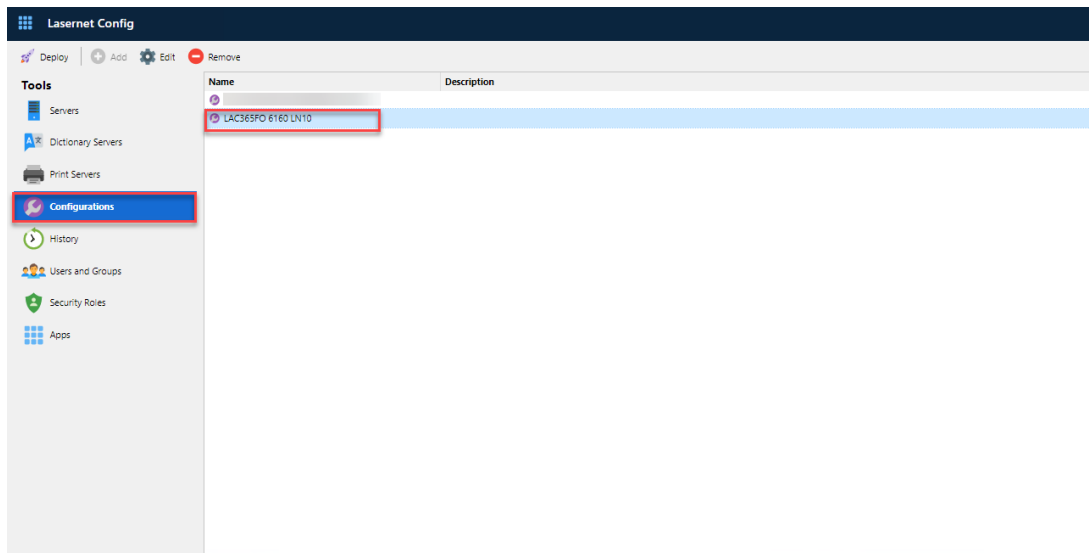 Lasernet Config
Deploy Add Edit Remove
Tools
Servers
Dictionary Servers
Print Servers
Configurations
History
Users and Groups
Security Roles
Apps
Name Description
LAC365FO 6160 LN10